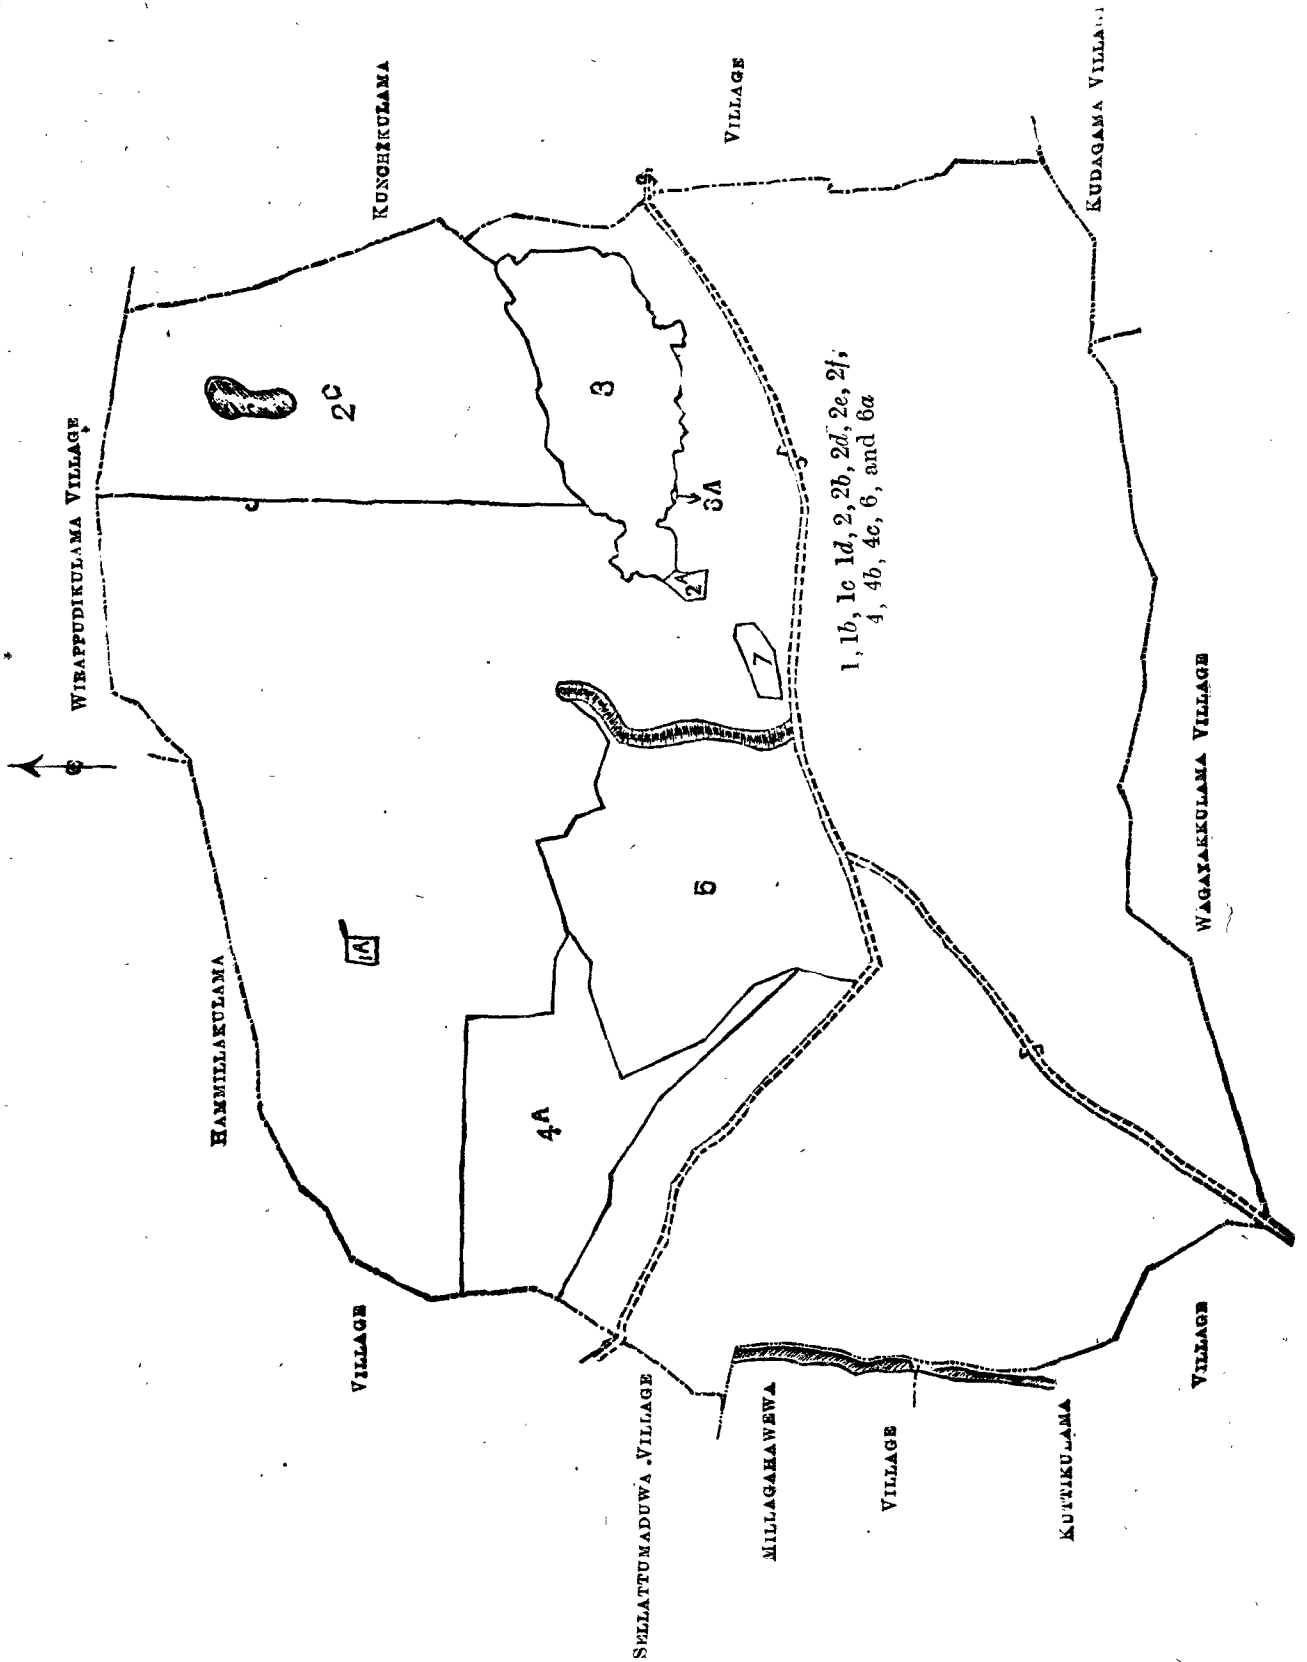 WIRAPPUDIKULAMA VILLAGE
HAMMILLAKULAMA
VILLAGE
KUNCHIKULAMA
VILLAGE
2C
3
3A
2A
7
1A
5
4A
1, 1b, 1c 1d, 2, 2b, 2d, 2e, 2f,
4, 4b, 4c, 6, and 6a
SELLATTUMADUWA VILLAGE
MILLAGAHAWEWA
VILLAGE
KUTTIKULAMA
VILLAGE
WAGAYAKKULAMA VILLAGE
KUDAGAMA